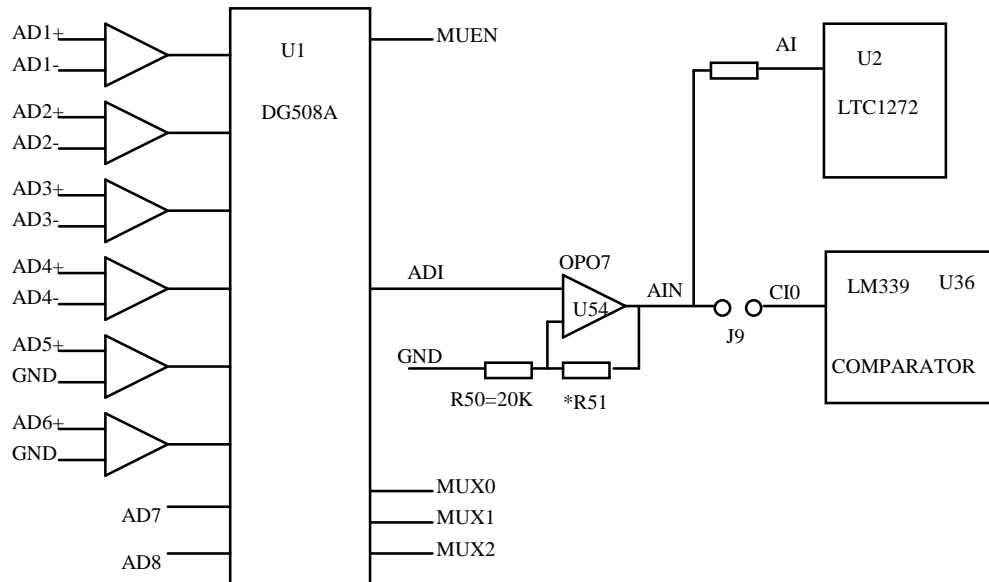 AD1+
AD1-
AD2+
AD2-
AD3+
AD3-
AD4+
AD4-
AD5+
GND
AD6+
GND
AD7
AD8
U1
DG508A
MUEN
ADI
MUX0
MUX1
MUX2
OPO7
U54
GND
R50=20K
*R51
AIN
AI
U2
LTC1272
J9
CI0
LM339 U36
COMPARATOR